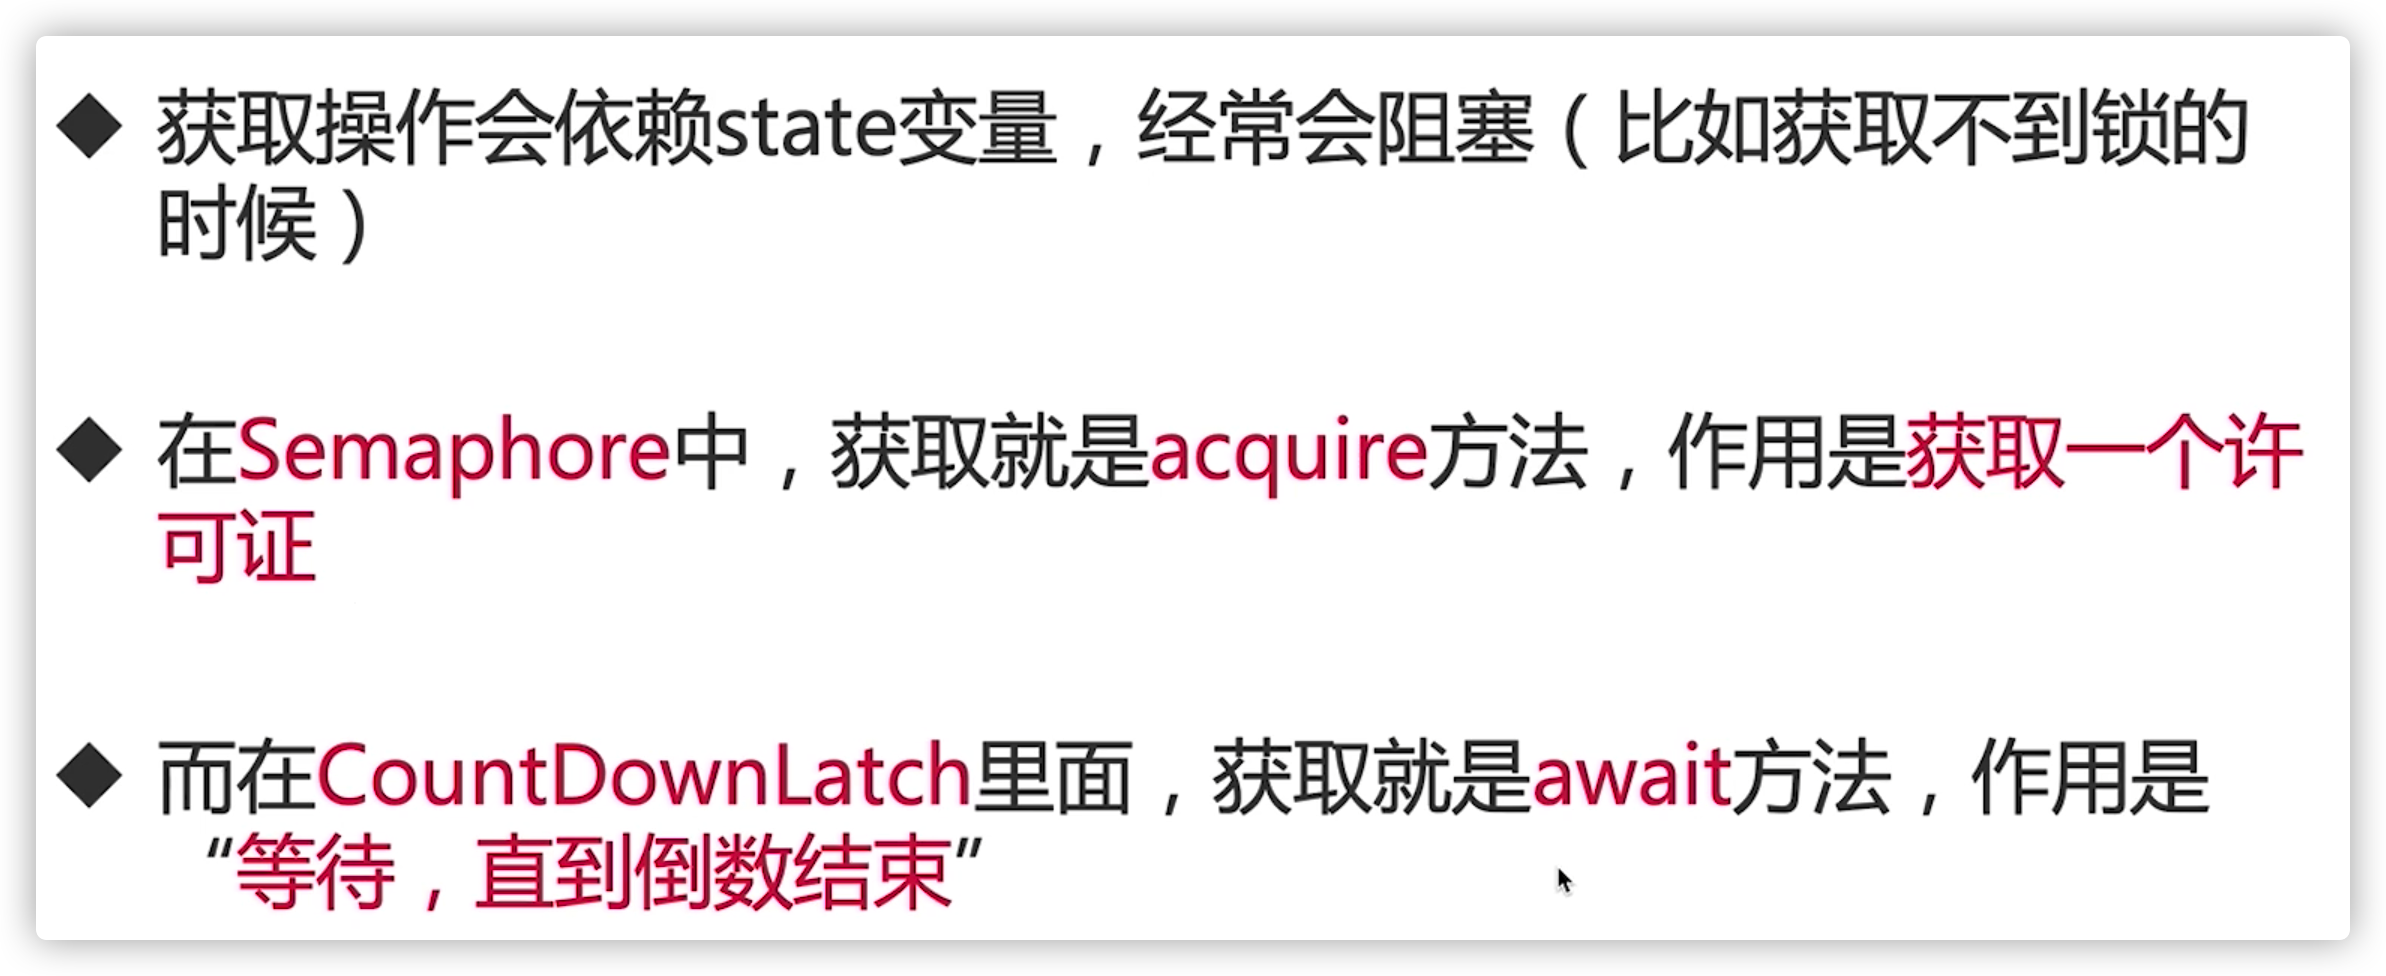 ◆ 获取操作会依赖state变量，经常会阻塞（比如获取不到锁的
时候）
◆ 在Semaphore中，获取就是acquire方法，作用是获取一个许
可证
◆ 而在CountDownLatch里面，获取就是await方法，作用是
“等待，直到倒数结束”